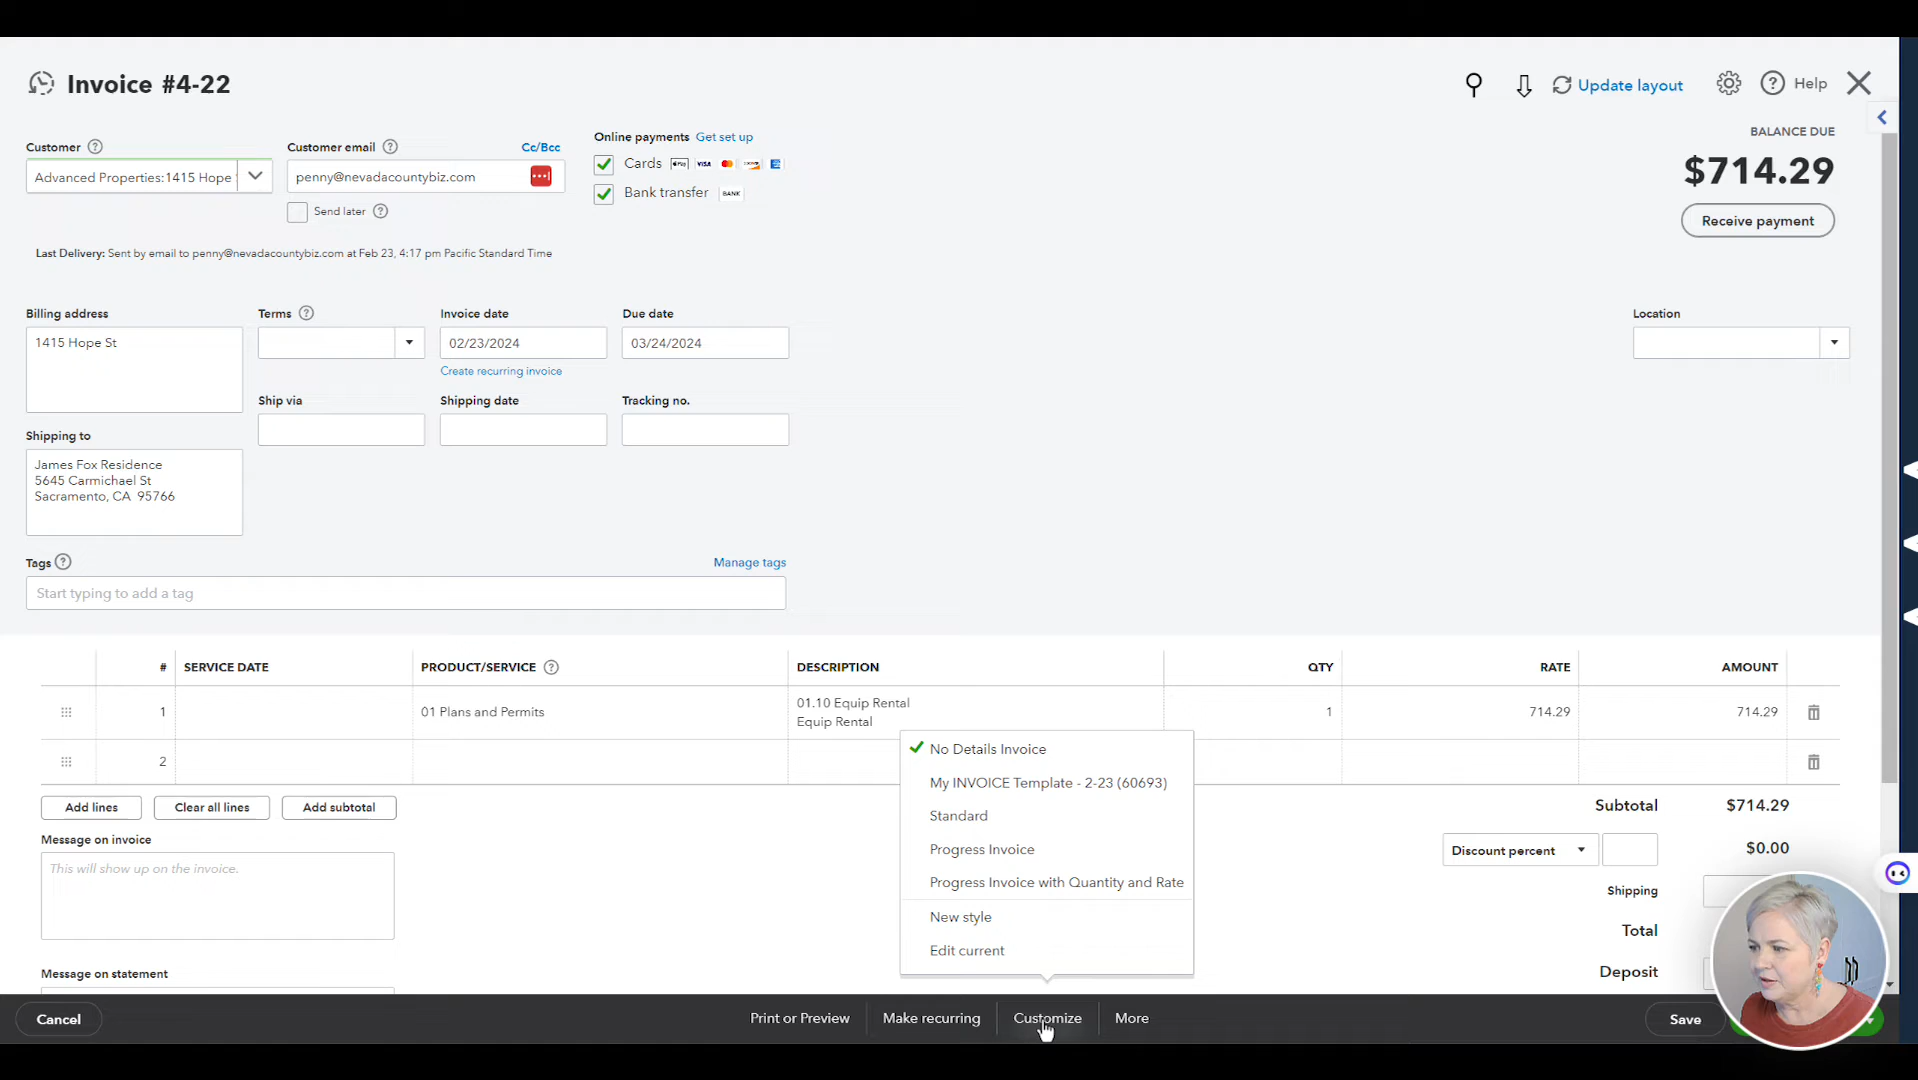 Invoice #4-22
Update layout
Help
Customer
Customer email
Cc/Bcc
Online payments Get set up
BALANCE DUE
Advanced Properties:1415 Hope
penny@nevadacountybiz.com
Cards
VISA
$714.29
Bank transfer
BANK
Send later
Receive payment
Last Delivery: Sent by email to penny@nevadacountybiz.com at Feb 23, 4:17 pm Pacific Standard Time
Billing address
Terms
Invoice date
Due date
Location
1415 Hope St
02/23/2024
03/24/2024
Create recurring invoice
Ship via
Shipping date
Tracking no.
Shipping to
James Fox Residence
5645 Carmichael St
Sacramento, CA 95766
Tags
Manage tags
Start typing to add a tag
# SERVICE DATE PRODUCT/SERVICE DESCRIPTION QTY RATE AMOUNT
1 01 Plans and Permits 01.10 Equip Rental 1 714.29 714.29
Equip Rental
2
No Details Invoice
My INVOICE Template - 2-23 (60693)
Standard
Progress Invoice
Progress Invoice with Quantity and Rate
New style
Edit current
Add lines
Clear all lines
Add subtotal
Subtotal $714.29
Message on invoice
This will show up on the invoice.
Discount percent
$0.00
Shipping
Total
Deposit
Message on statement
Cancel
Print or Preview
Make recurring
Customize
More
Save